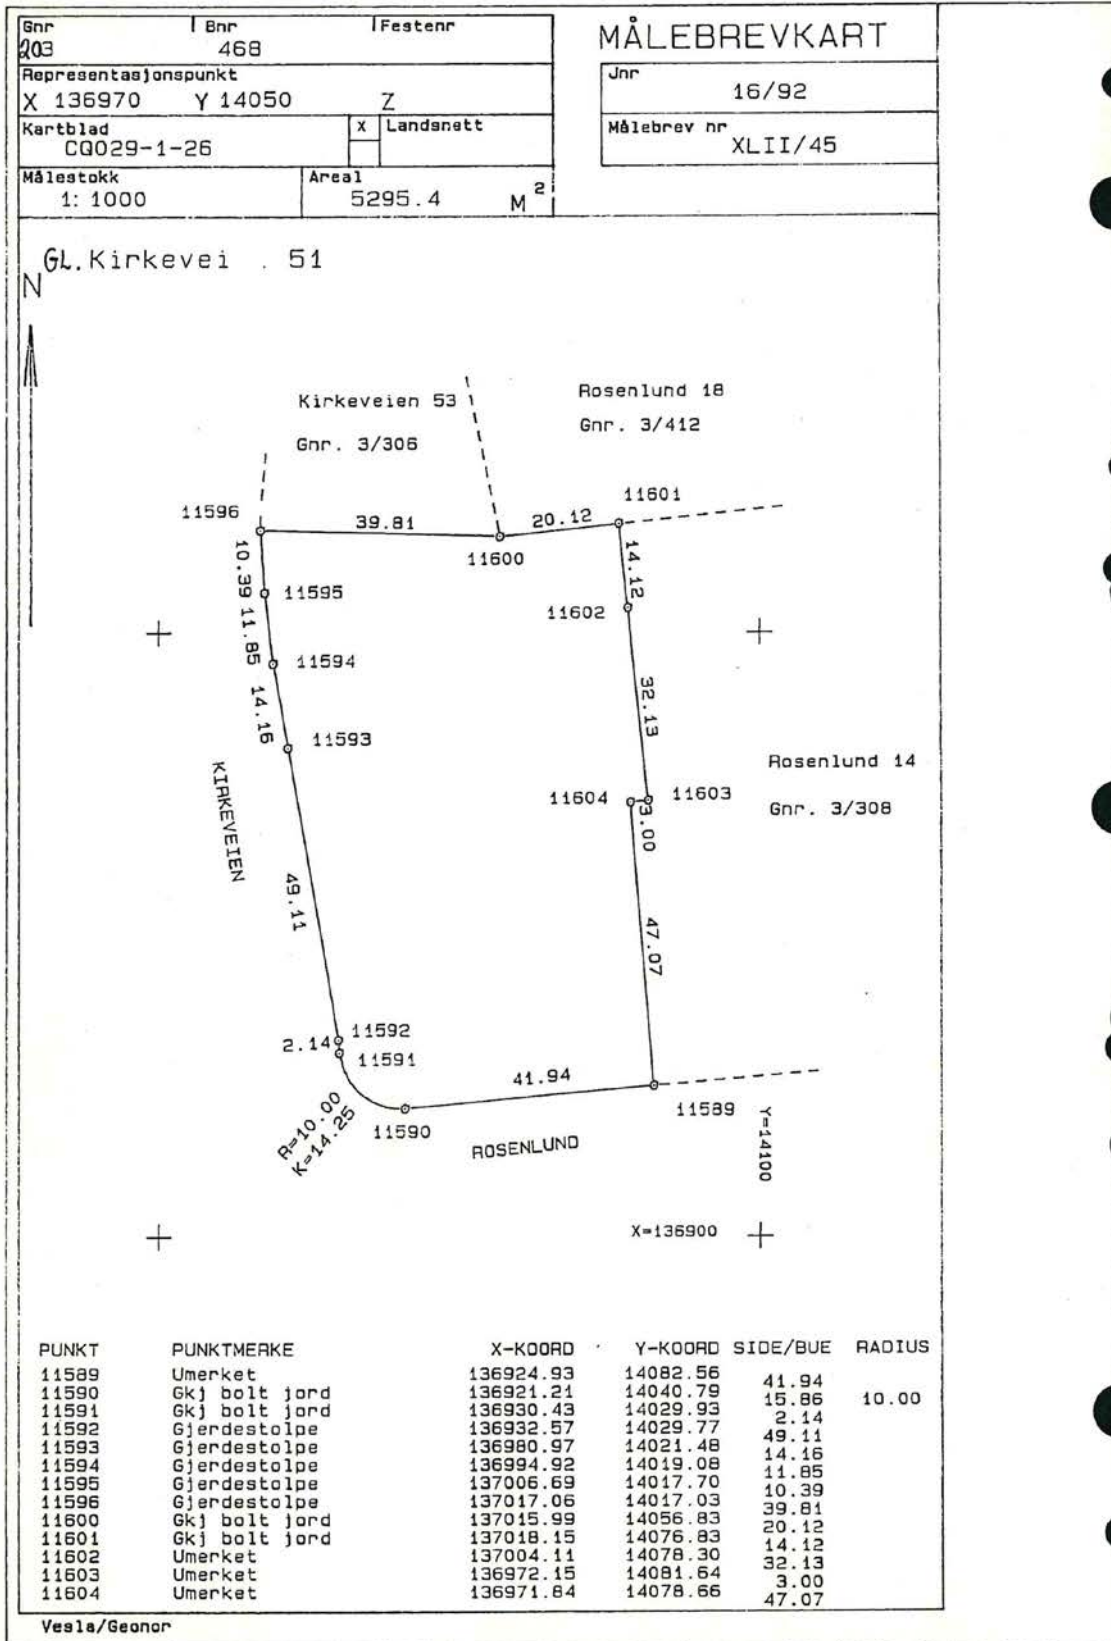 Gnr Bnr Festenr
203 468
MÅLEBREVKART
Representasjonspunkt
X 136970 Y 14050 Z
Jnr
16/92
Kartblad
CQ029-1-26
X Landsnett
Målebrev nr
XLII/45
Målestokk
1: 1000
Areal
5295.4 M2
GL. Kirkevei . 51
N
Kirkeveien 53
Gnr. 3/306
Rosenlund 18
Gnr. 3/412
11601
11596
39.81
20.12
11600
10.39
14.12
11595
11602
11.85
11594
14.16
32.13
11593
Rosenlund 14
KIRKEVEIEN
11604
11603
3.00
Gnr. 3/308
49.11
47.07
11592
2.14
11591
41.94
R=10.00
K=14.25
11590
11589
ROSENLUND
Y=14100
X=136900
PUNKT PUNKTMERKE X-KOORD Y-KOORD SIDE/BUE RADIUS
11589 Umerket 136924.93 14082.56
41.94
11590 Gkj bolt jord 136921.21 14040.79
15.86 10.00
11591 Gkj bolt jord 136930.43 14029.93
2.14
11592 Gjerdestolpe 136932.57 14029.77
49.11
11593 Gjerdestolpe 136980.97 14021.48
14.16
11594 Gjerdestolpe 136994.92 14019.08
11.85
11595 Gjerdestolpe 137006.69 14017.70
10.39
11596 Gjerdestolpe 137017.06 14017.03
39.81
11600 Gkj bolt jord 137015.99 14056.83
20.12
11601 Gkj bolt jord 137018.15 14076.83
14.12
11602 Umerket 137004.11 14078.30
32.13
11603 Umerket 136972.15 14081.64
3.00
11604 Umerket 136971.84 14078.66
47.07
Vesla/Geonor